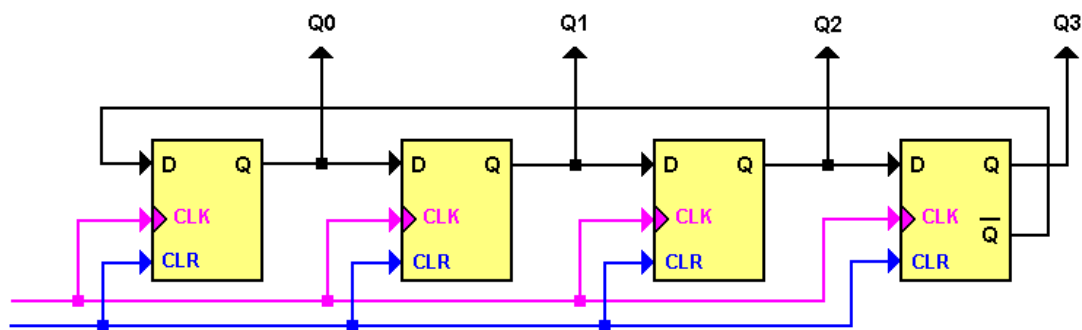 Q0 Q1 Q2 Q3
D Q D Q D Q D Q
CLK CLK CLK CLK
Q̅
CLR CLR CLR CLR